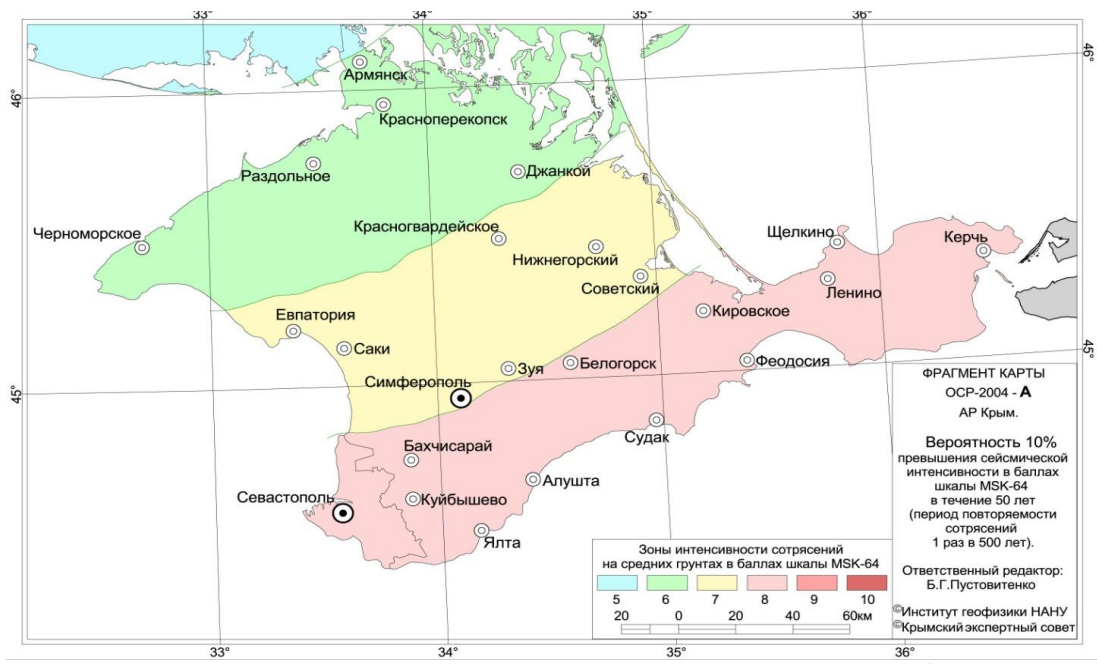 33°
34°
35°
36°
46°
Армянск
46°
Красноперекопск
Раздольное
Джанкой
Черноморское
Красногвардейское
Щелкино
Керчь
Нижнегорский
Советский
Ленино
Евпатория
Кировское
Саки
Зуя
Белогорск
Феодосия
45°
Симферополь
45°
Судак
Бахчисарай
Алушта
Севастополь
Куйбышево
Ялта
ФРАГМЕНТ КАРТЫ
ОСР-2004 - А
АР Крым.
Вероятность 10%
превышения сейсмической
интенсивности в баллах
шкалы MSK-64
в течение 50 лет
(период повторяемости
сотрясений
1 раз в 500 лет).
Ответственный редактор:
Б.Г.Пустовитенко
©Институт геофизики НАНУ
©Крымский экспертный совет
Зоны интенсивности сотрясений
на средних грунтах в баллах шкалы MSK-64
5 6 7 8 9 10
20 0 20 40 60км
33°
34°
35°
36°